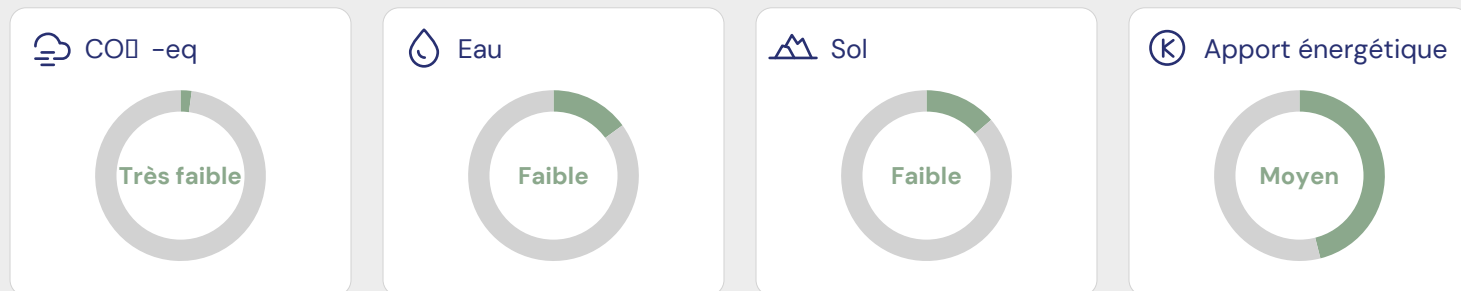 CO▯ -eq
Eau
Sol
Apport énergétique
Très faible
Faible
Faible
Moyen